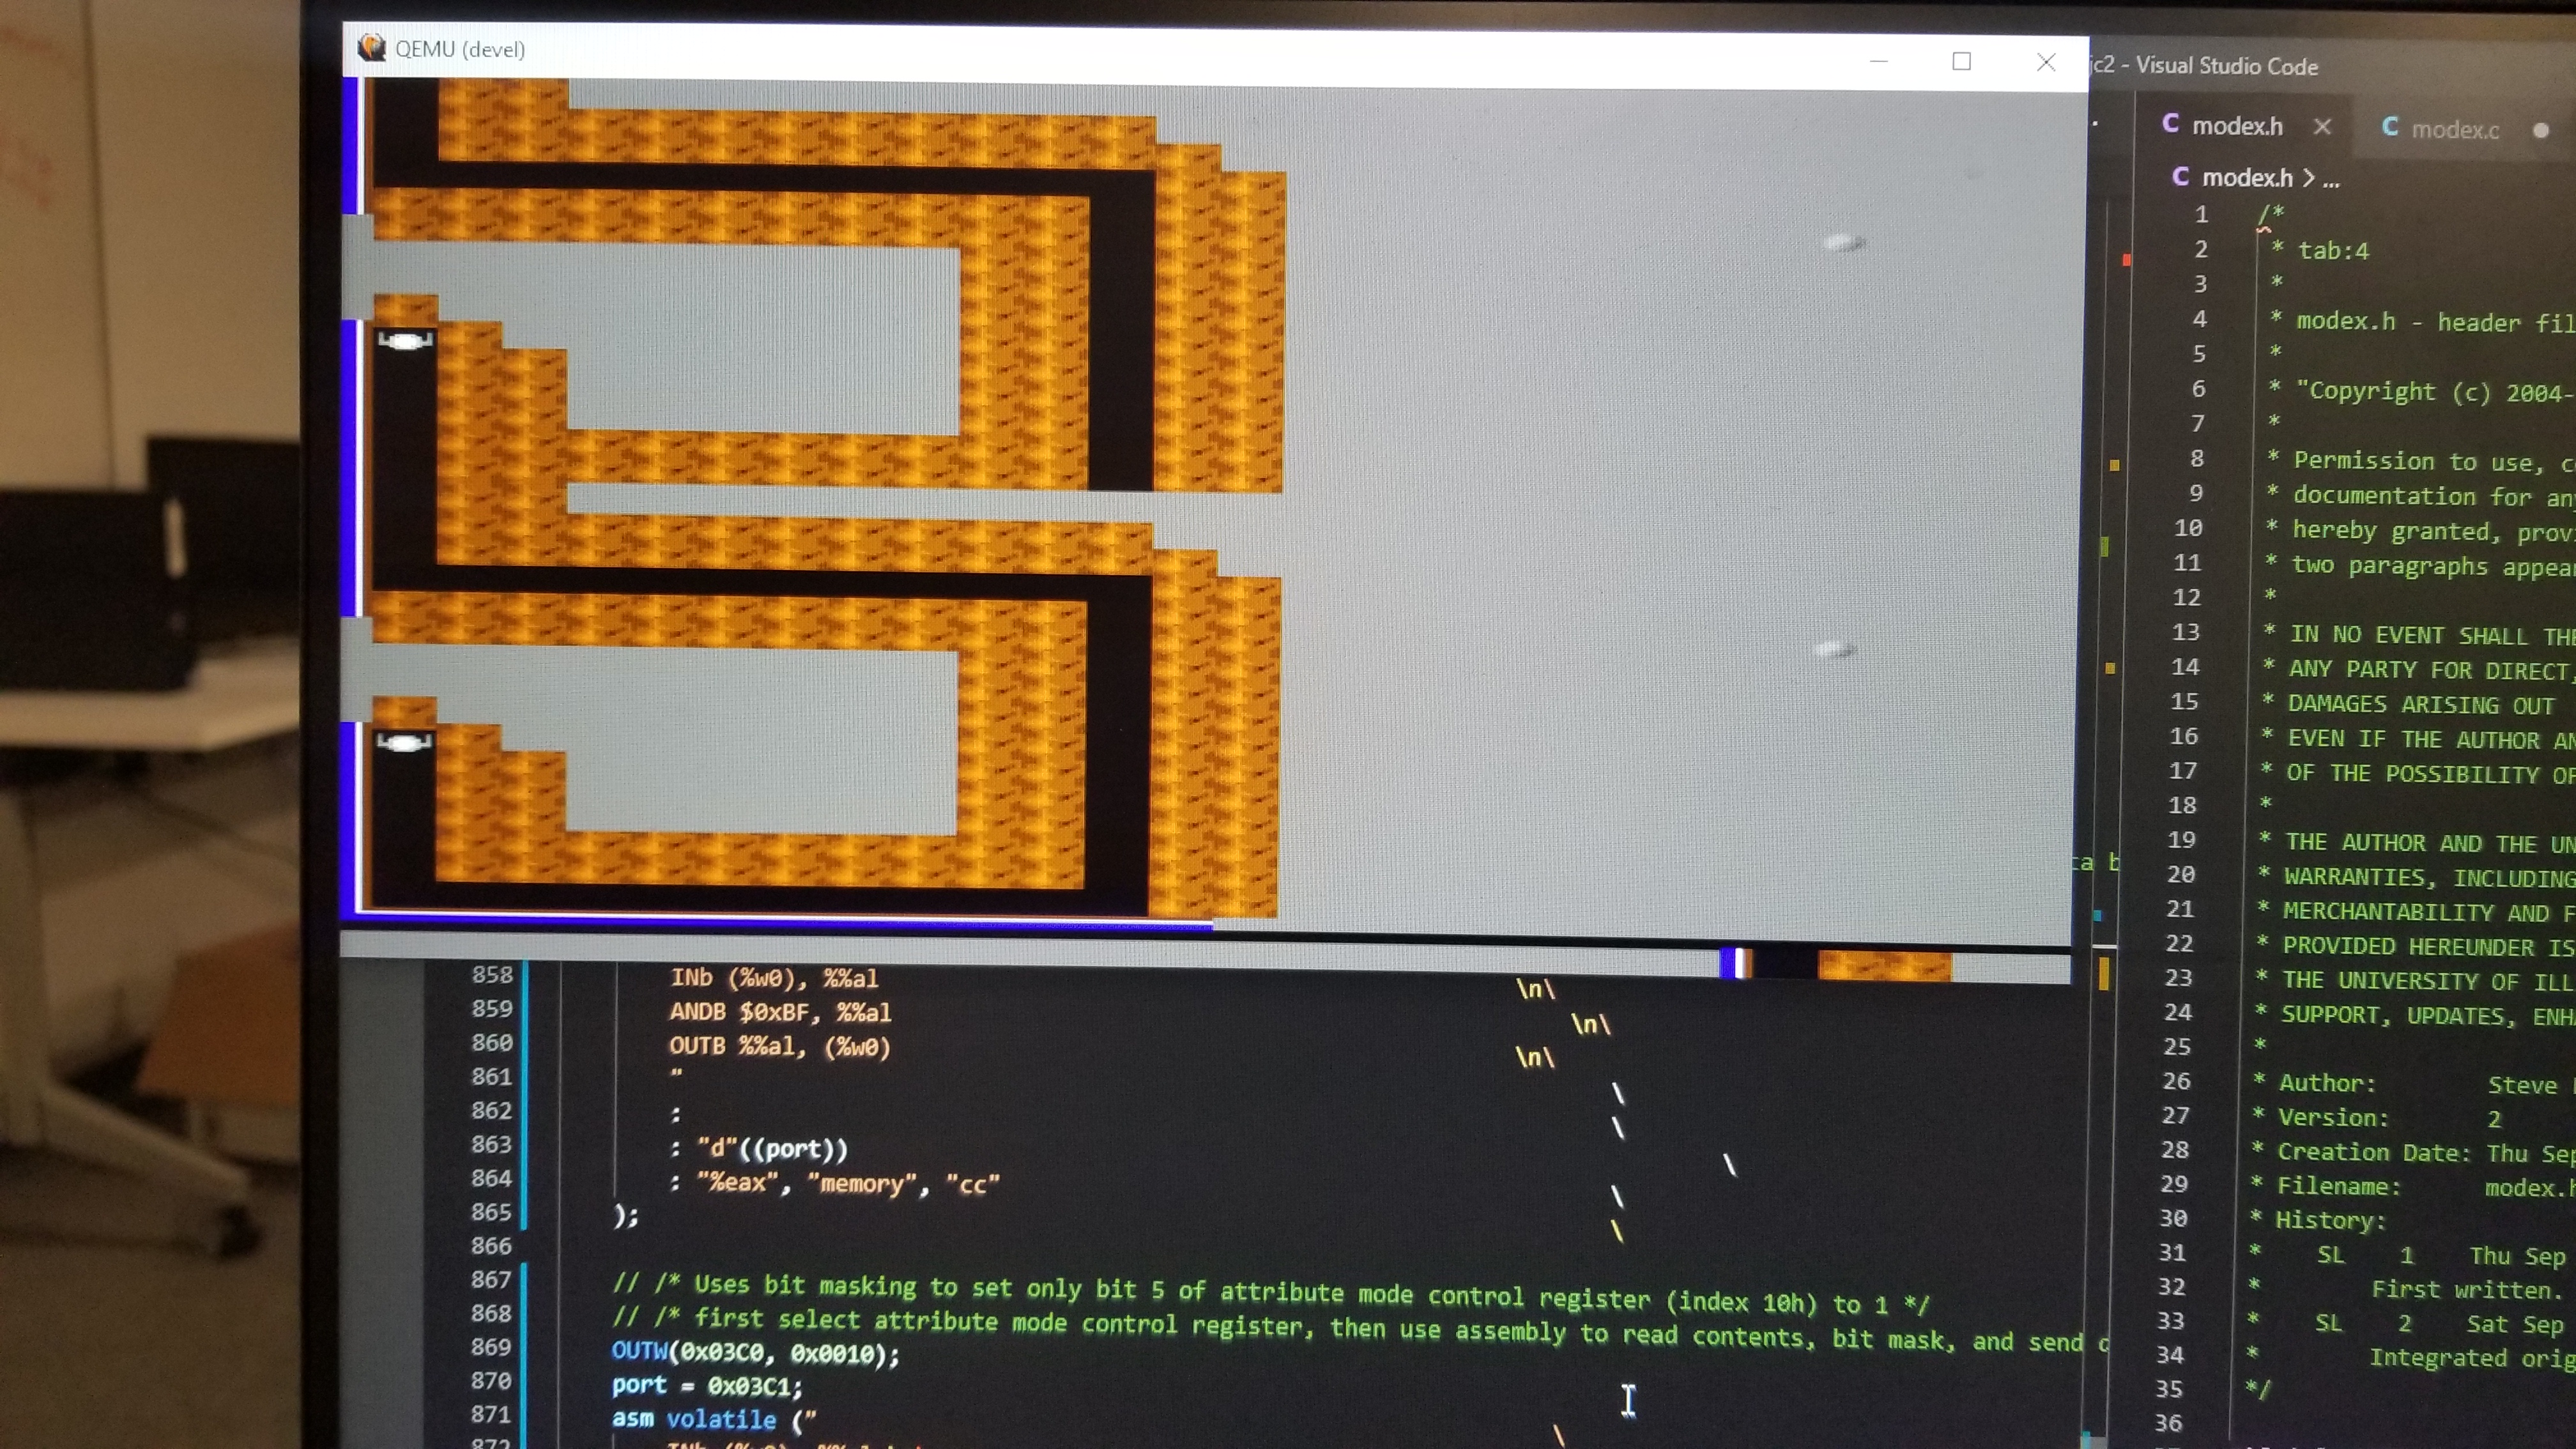 QEMU (devel)
jc2 - Visual Studio Code
C modex.h
C modex.c
C modex.h > ...
1 /*
2 * tab:4
3 *
4 * modex.h - header fil
5 *
6 * "Copyright (c) 2004-
7 *
8 * Permission to use, c
9 * documentation for an
10 * hereby granted, prov
11 * two paragraphs appea
12 *
13 * IN NO EVENT SHALL THE
14 * ANY PARTY FOR DIRECT,
15 * DAMAGES ARISING OUT
16 * EVEN IF THE AUTHOR AN
17 * OF THE POSSIBILITY OF
18 *
19 * THE AUTHOR AND THE UN
20 * WARRANTIES, INCLUDING
21 * MERCHANTABILITY AND F
22 * PROVIDED HEREUNDER IS
23 * THE UNIVERSITY OF ILL
24 * SUPPORT, UPDATES, ENH
25 *
26 * Author: Steve
27 * Version: 2
28 * Creation Date: Thu Sep
29 * Filename: modex.h
30 * History:
31 * SL 1 Thu Sep
32 * First written.
33 * SL 2 Sat Sep
34 * Integrated orig
35 */
36
858 INb (%w0), %%al \n\
859 ANDB $0xBF, %%al \n\
860 OUTB %%al, (%w0) \n\
861 " \
862 : \
863 : "d"((port)) \
864 : "%eax", "memory", "cc" \
865 ); \
866
867 // /* Uses bit masking to set only bit 5 of attribute mode control register (index 10h) to 1 */
868 // /* first select attribute mode control register, then use assembly to read contents, bit mask, and send
869 OUTW(0x03C0, 0x0010);
870 port = 0x03C1;
871 asm volatile (" \